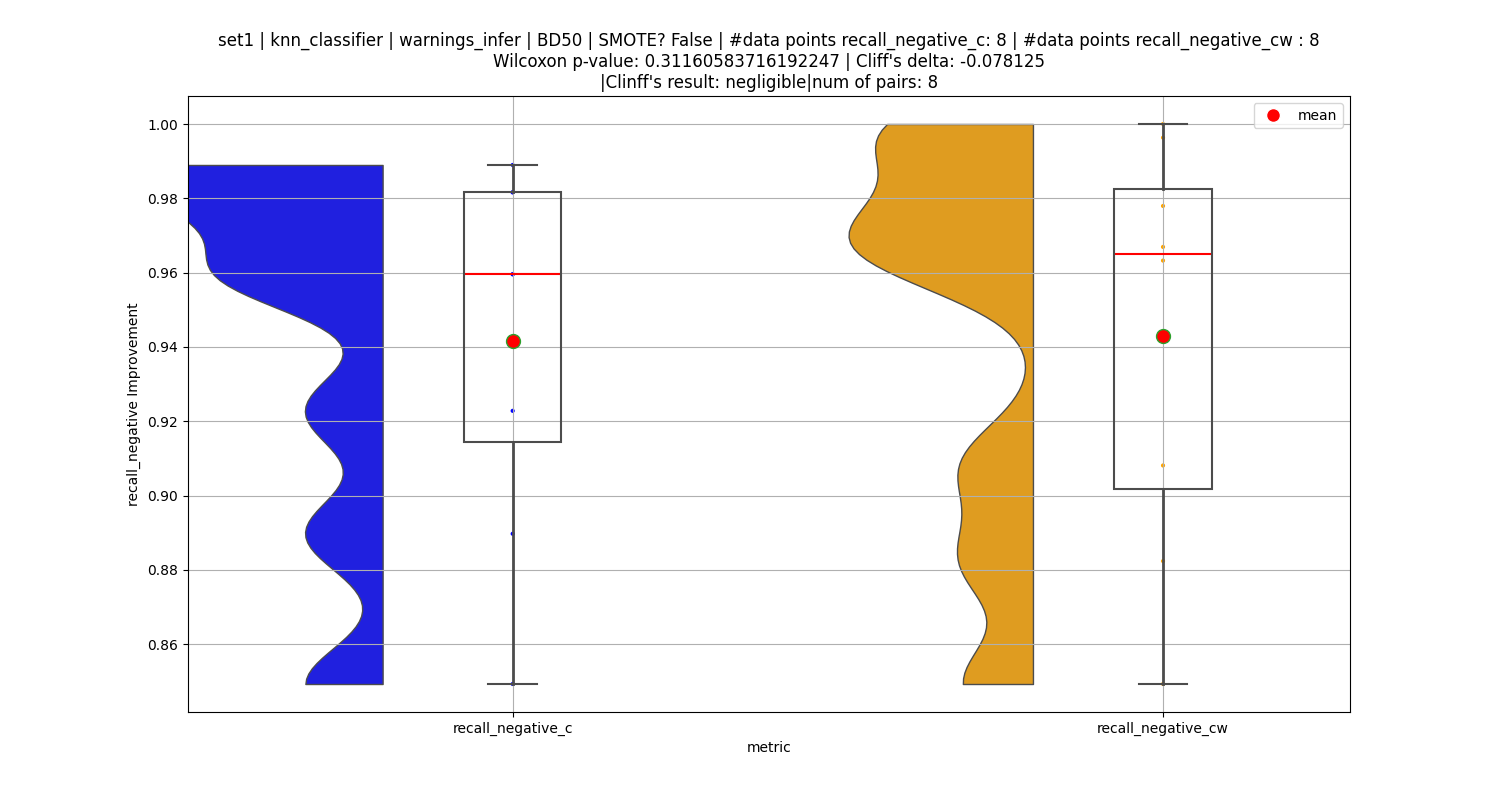 set1 | knn_classifier | warnings_infer | BD50 | SMOTE? False | #data points recall_negative_c: 8 | #data points recall_negative_cw : 8
Wilcoxon p-value: 0.31160583716192247 | Cliff's delta: -0.078125
|Clinff's result: negligible|num of pairs: 8
mean
1.00
0.98
0.96
0.94
0.92
0.90
0.88
0.86
recall_negative Improvement
recall_negative_c
recall_negative_cw
metric